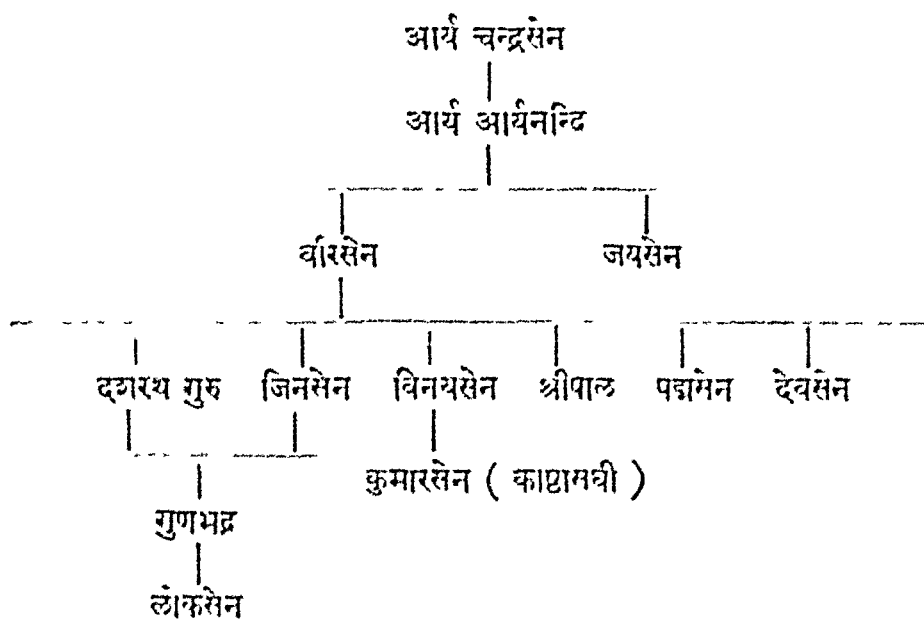 आर्य चन्द्रसेन
आर्य आर्यनन्दि
वीरसेन जयसेन
दशरथ गुरु जिनसेन विनयसेन श्रीपाल पद्मसेन देवसेन
कुमारसेन ( काष्ठासंघी )
गुणभद्र
लोकसेन